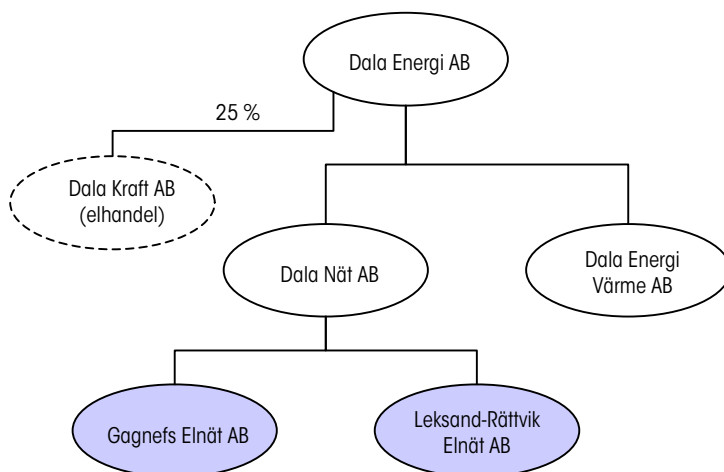 Dala Energi AB
25 %
Dala Kraft AB
(elhandel)
Dala Nät AB
Dala Energi
Värme AB
Gagnefs Elnät AB
Leksand-Rättvik
Elnät AB